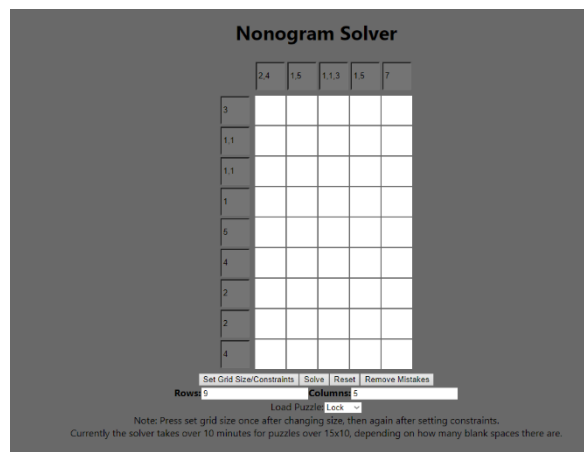 Nonogram Solver
2,4 1,5 1,1,3 1,5 7
3
1,1
1,1
1
5
4
2
2
4
Set Grid Size/Constraints Solve Reset Remove Mistakes
Rows: 9 Columns: 5
Load Puzzle: Lock
Note: Press set grid size once after changing size, then again after setting constraints.
Currently the solver takes over 10 minutes for puzzles over 15x10, depending on how many blank spaces there are.